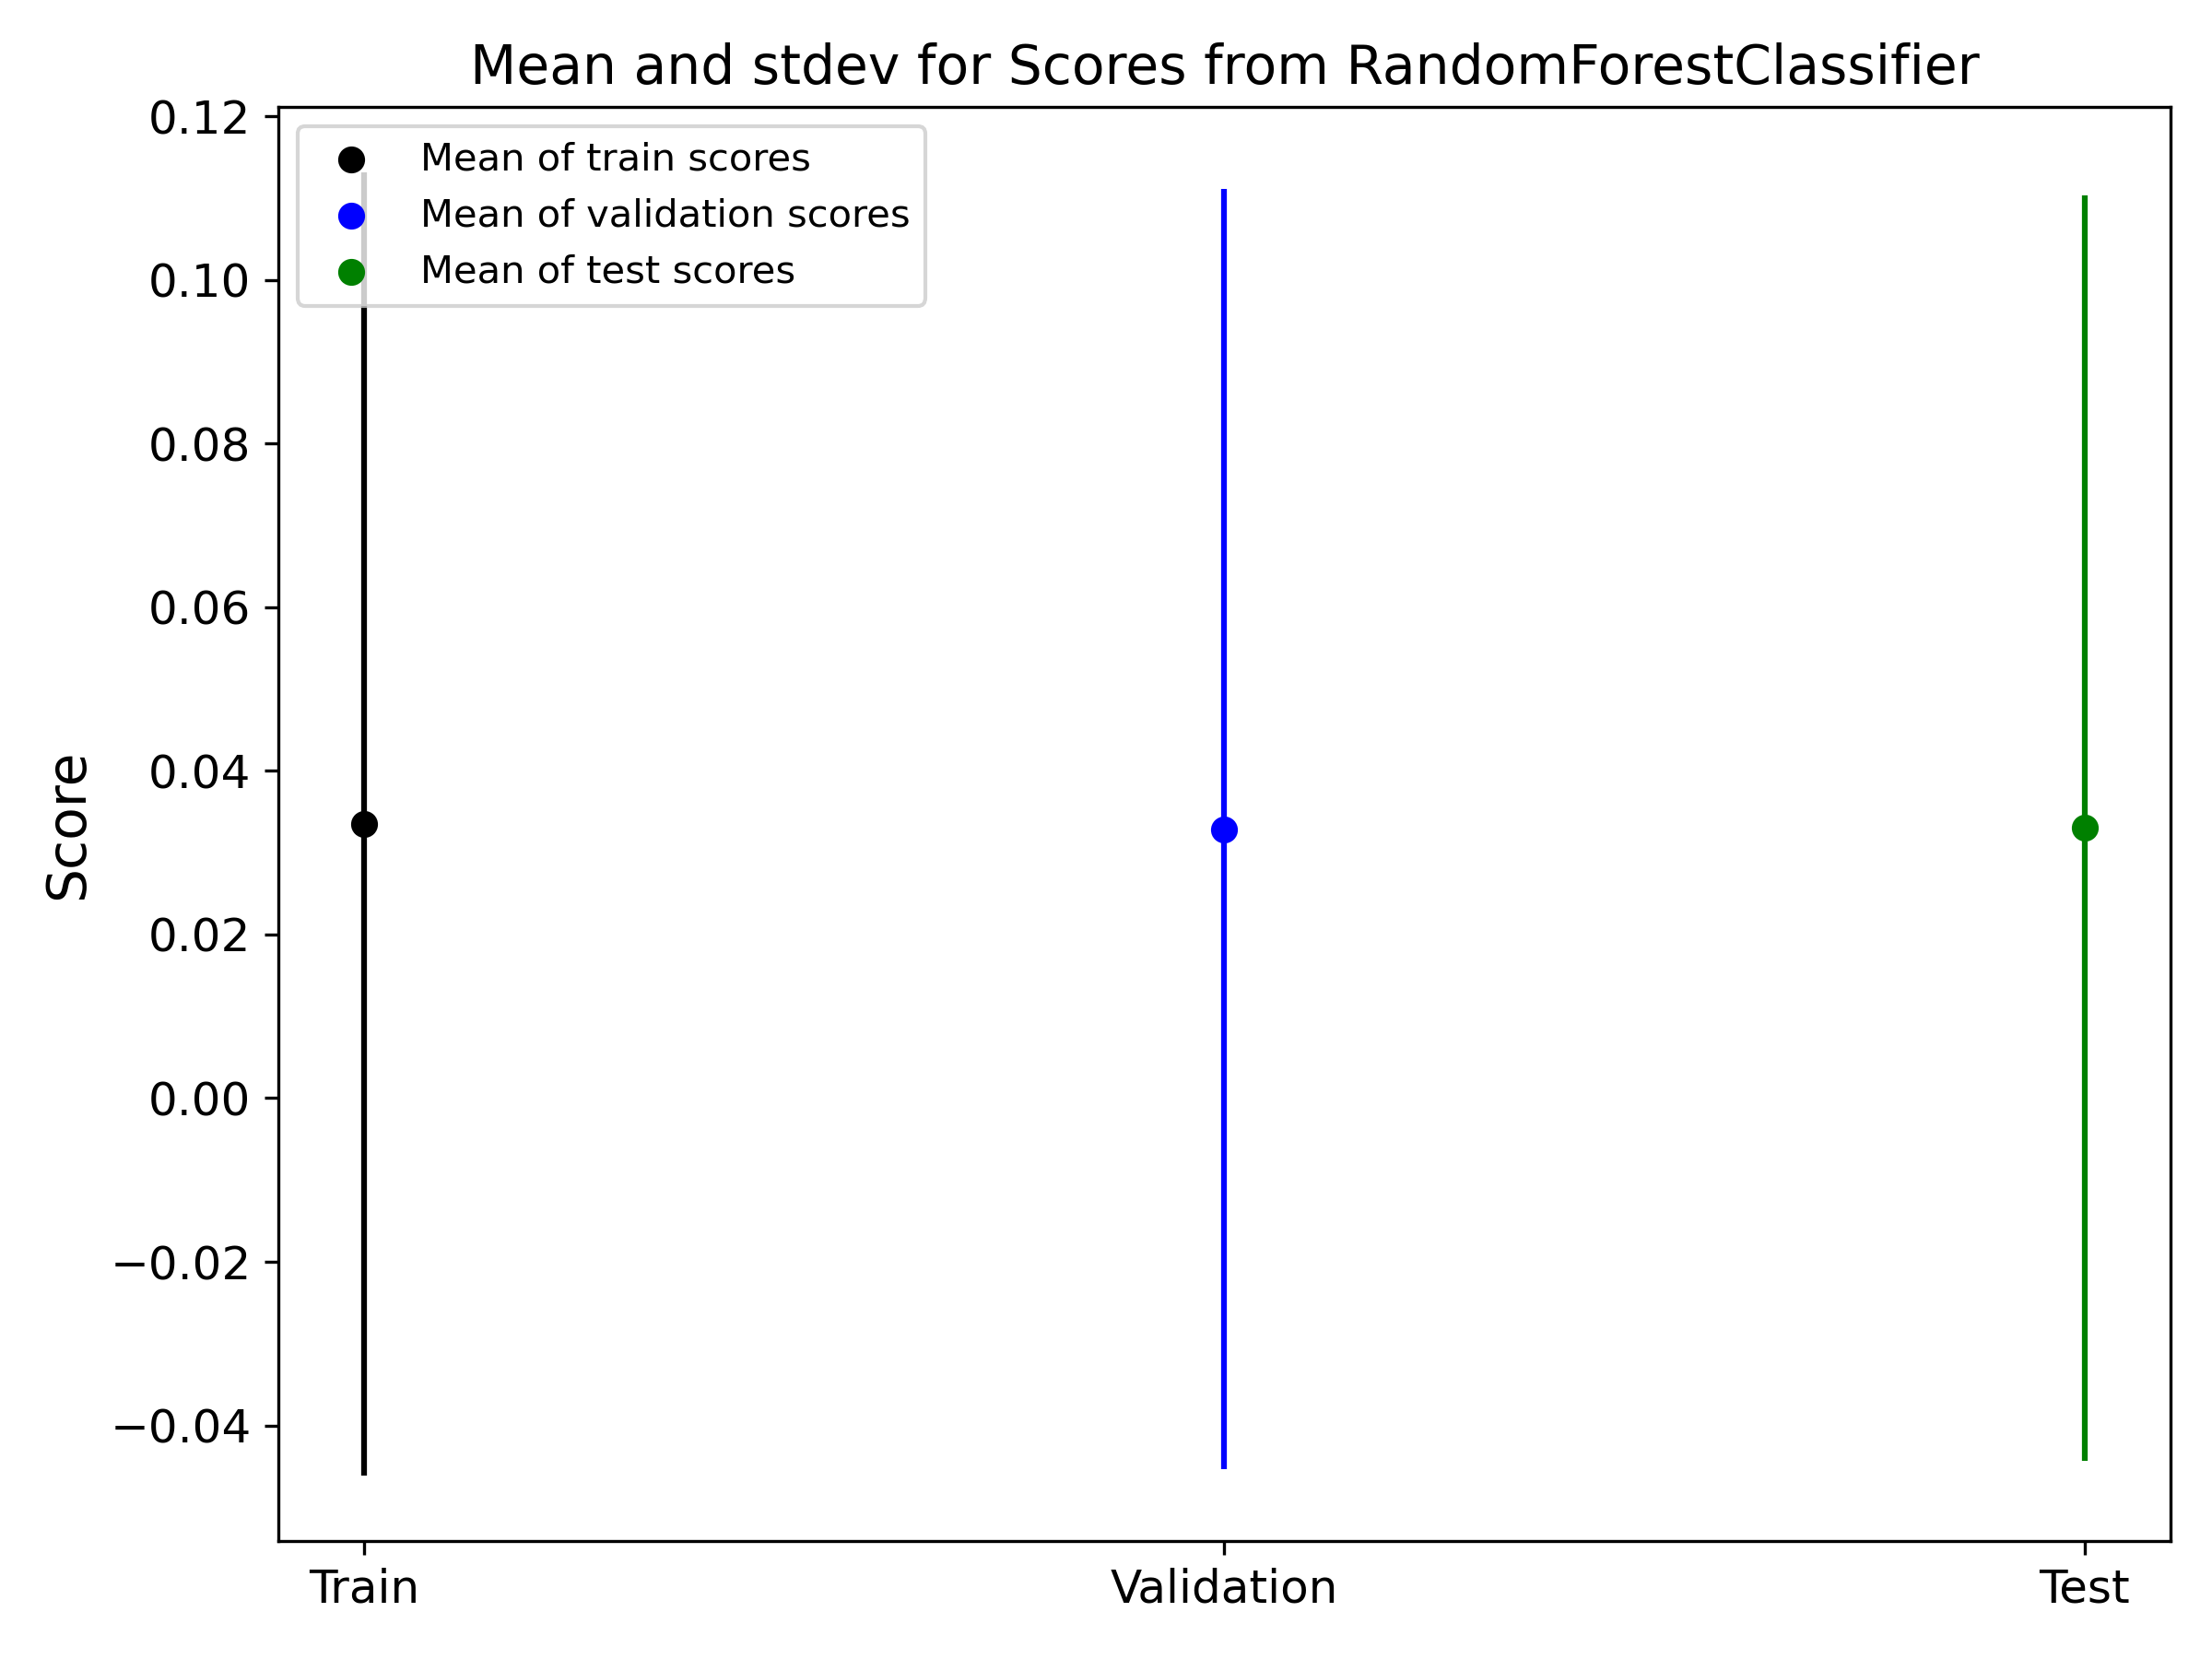 Mean and stdev for Scores from RandomForestClassifier
Mean of train scores
Mean of validation scores
Mean of test scores
Score
0.12
0.10
0.08
0.06
0.04
0.02
0.00
−0.02
−0.04
Train
Validation
Test